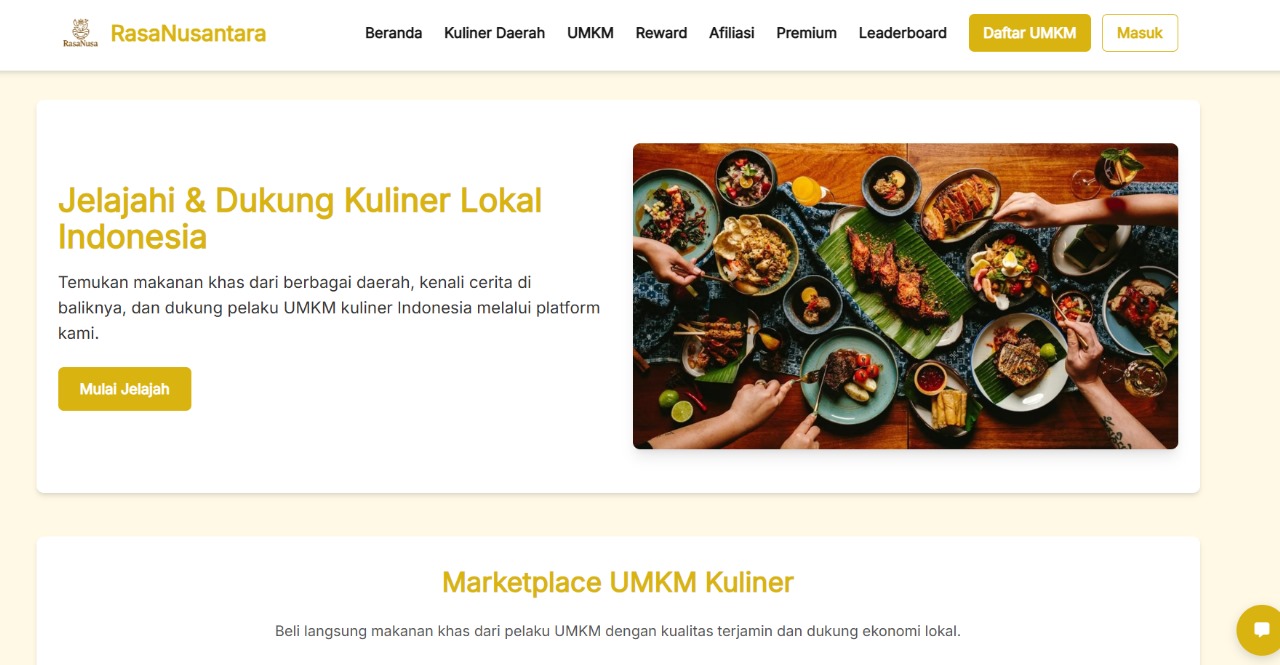 RasaNusa
RasaNusantara
Beranda
Kuliner Daerah
UMKM
Reward
Afiliasi
Premium
Leaderboard
Daftar UMKM
Masuk
Jelajahi & Dukung Kuliner Lokal
Indonesia
Temukan makanan khas dari berbagai daerah, kenali cerita di
baliknya, dan dukung pelaku UMKM kuliner Indonesia melalui platform
kami.
Mulai Jelajah
Marketplace UMKM Kuliner
Beli langsung makanan khas dari pelaku UMKM dengan kualitas terjamin dan dukung ekonomi lokal.